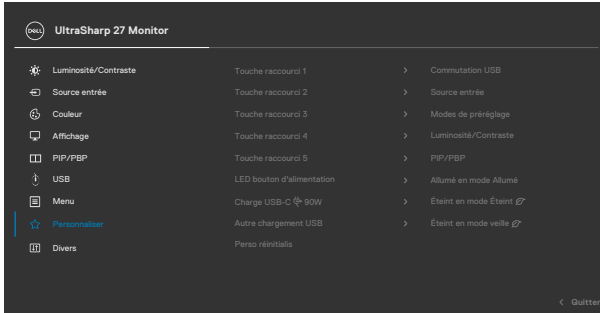 DELL UltraSharp 27 Monitor
Luminosité/Contraste Touche raccourci 1 > Commutation USB
Source entrée Touche raccourci 2 > Source entrée
Couleur Touche raccourci 3 > Modes de préréglage
Affichage Touche raccourci 4 > Luminosité/Contraste
PIP/PBP Touche raccourci 5 > PIP/PBP
USB LED bouton d'alimentation > Allumé en mode Allumé
Menu Charge USB-C 90W > Éteint en mode Éteint
Personnaliser Autre chargement USB > Éteint en mode veille
Divers Perso réinitialis
< Quitter